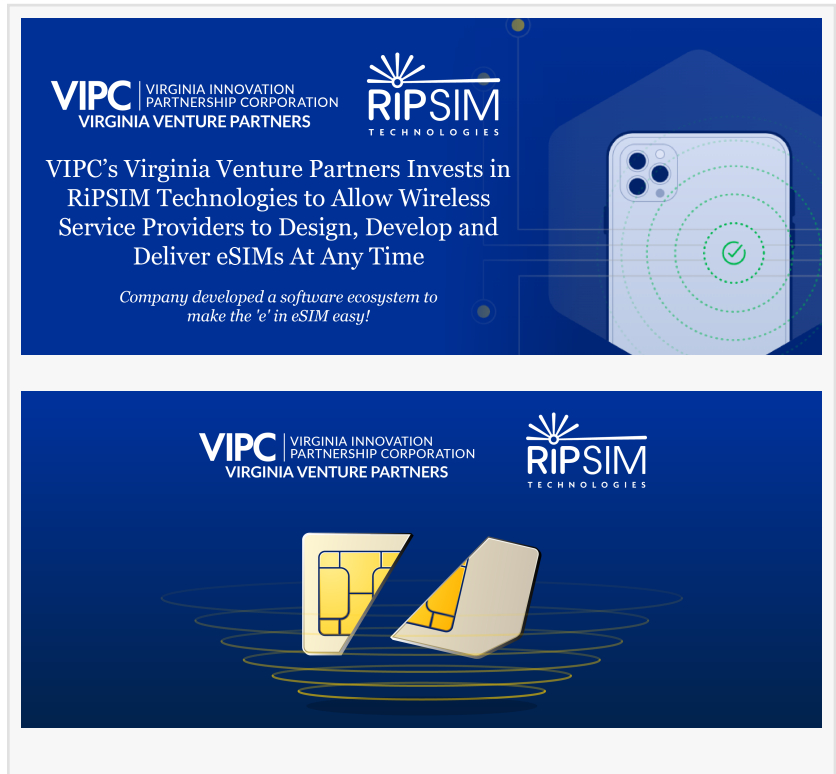 VIPC
VIRGINIA INNOVATION
PARTNERSHIP CORPORATION
VIRGINIA VENTURE PARTNERS
RiPSIM
TECHNOLOGIES
VIPC’s Virginia Venture Partners Invests in
RiPSIM Technologies to Allow Wireless
Service Providers to Design, Develop and
Deliver eSIMs At Any Time
Company developed a software ecosystem to
make the 'e' in eSIM easy!
VIPC
VIRGINIA INNOVATION
PARTNERSHIP CORPORATION
VIRGINIA VENTURE PARTNERS
RiPSIM
TECHNOLOGIES